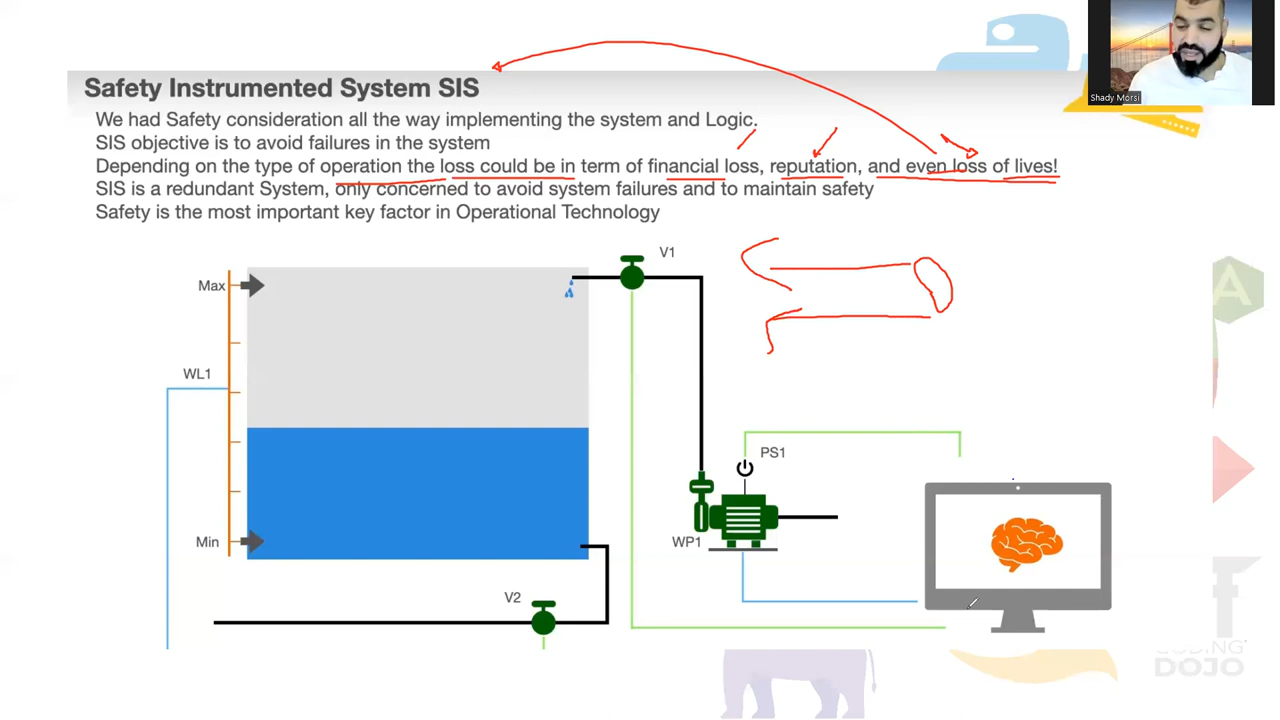 Shady Morsi
Safety Instrumented System SIS
We had Safety consideration all the way implementing the system and Logic.
SIS objective is to avoid failures in the system
Depending on the type of operation the loss could be in term of financial loss, reputation, and even loss of lives!
SIS is a redundant System, only concerned to avoid system failures and to maintain safety
Safety is the most important key factor in Operational Technology
V1
Max
WL1
PS1
Min
WP1
V2
CODING
DOJO